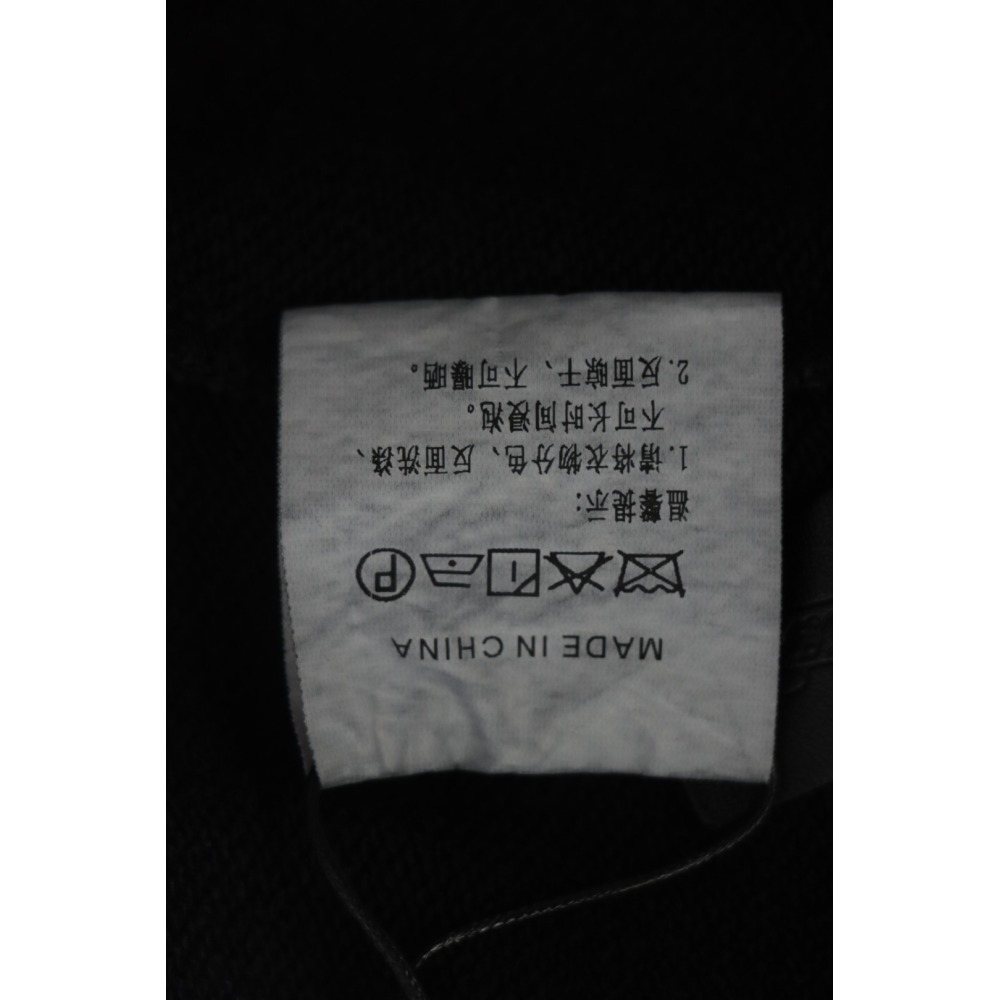 MADE IN CHINA
P
温馨提示:
1.请将衣物分色、反面洗涤、
不可长时间浸泡。
2.反面晾干、不可曝晒。